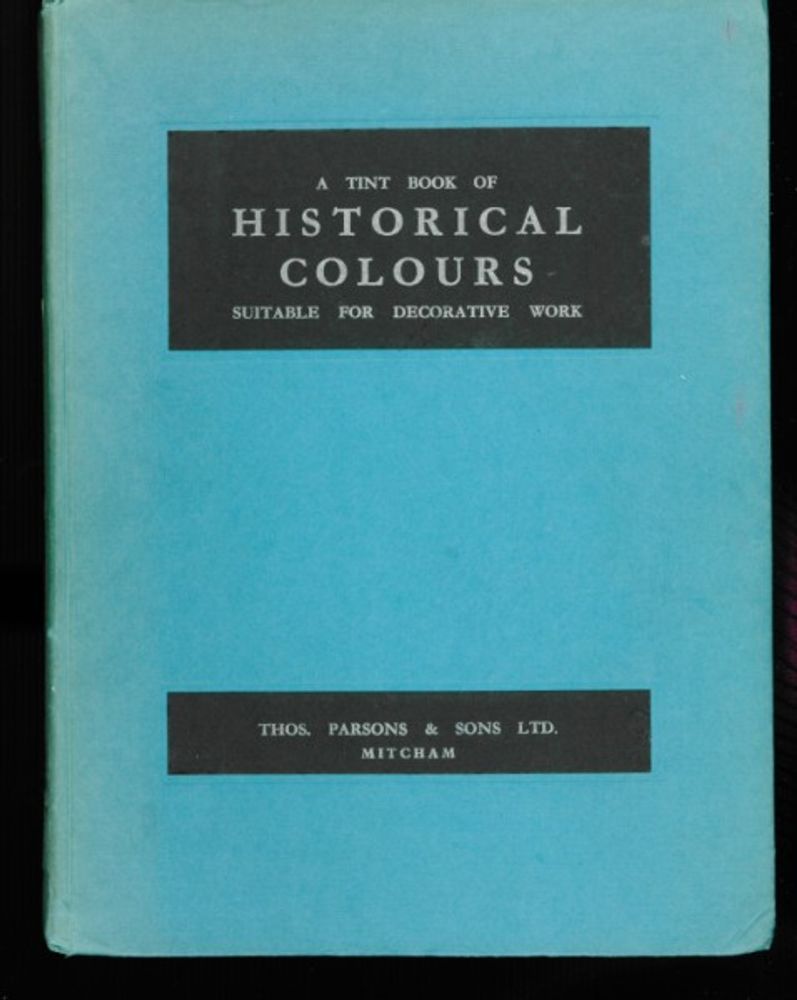 A TINT BOOK OF
HISTORICAL
COLOURS
SUITABLE FOR DECORATIVE WORK
THOS. PARSONS & SONS LTD.
MITCHAM